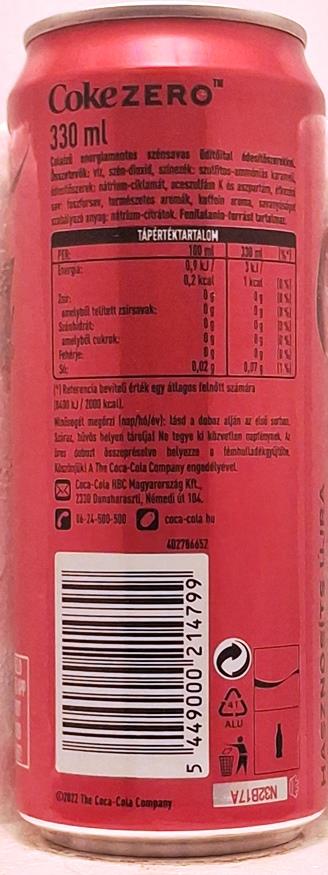 Coke ZERO™
330 ml
Colaízű energiamentes szénsavas üdítőital édesítőszerekkel.
Összetevők: víz, szén-dioxid, színezék: szulfitos-ammóniás karamell,
édesítőszerek: nátrium-ciklamát, aceszulfám K és aszpartám, étkezési
sav: foszforsav, természetes aromák, koffein aroma, savanyúságot
szabályozó anyag: nátrium-citrátok. Fenilalanin-forrást tartalmaz.
TÁPÉRTÉKTARTALOM
PER: 100 ml 330 ml (%*)
Energia: 0,9 kJ / 3 kJ /
0,2 kcal 1 kcal (0 %)
Zsír: 0 g 0 g (0 %)
amelyből telített zsírsavak: 0 g 0 g (0 %)
Szénhidrát: 0 g 0 g (0 %)
amelyből cukrok: 0 g 0 g (0 %)
Fehérje: 0 g 0 g (0 %)
Só: 0,02 g 0,07 g (1 %)
(*) Referencia beviteli érték egy átlagos felnőtt számára
(8400 kJ / 2000 kcal).
Minőségét megőrzi (nap/hó/év): lásd a doboz alján az első sorban.
Száraz, hűvös helyen tárolja! Ne tegye ki közvetlen napfénynek. Az
üres dobozt összepréselve helyezze a fémhulladékgyűjtőbe.
Köszönjük! A The Coca-Cola Company engedélyével.
Coca-Cola HBC Magyarország Kft.,
2330 Dunaharaszti, Némedi út 104.
06-24-500-500 coca-cola.hu
402786652
5 449000 214799
41
ALU
N32B17A
©2022 The Coca-Cola Company